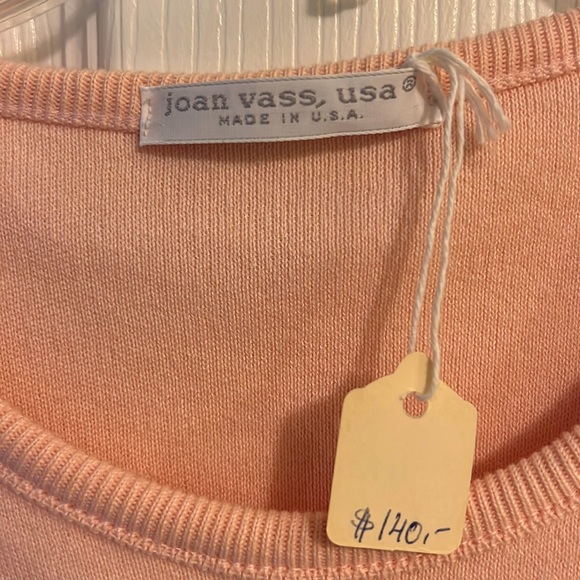 joan vass, usa®
MADE IN U.S.A.
$140,-